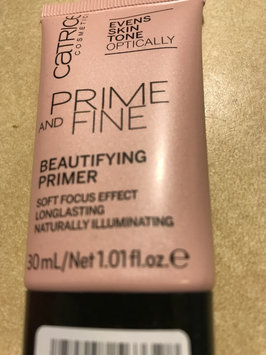 CATRICE
COSMETICS
EVENS
SKIN
TONE
OPTICALLY
PRIME
AND FINE
BEAUTIFYING
PRIMER
SOFT FOCUS EFFECT
LONGLASTING
NATURALLY ILLUMINATING
30 mL/Net 1.01 fl.oz.℮